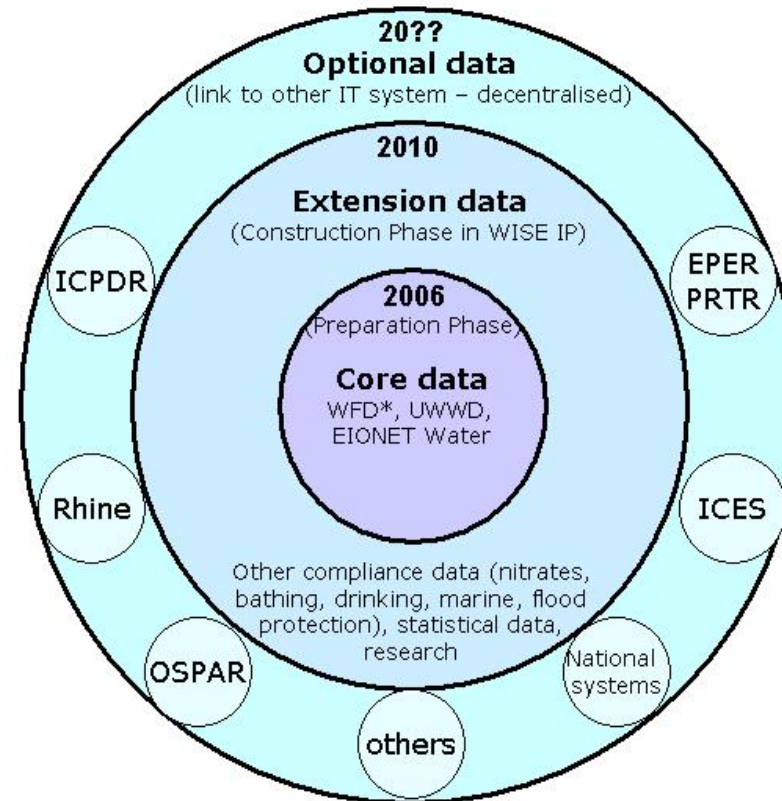 20??
Optional data
(link to other IT system – decentralised)
2010
Extension data
(Construction Phase in WISE IP)
ICPDR
EPER
PRTR
2006
(Preparation Phase)
Core data
WFD*, UWWD,
EIONET Water
Rhine
ICES
Other compliance data (nitrates,
bathing, drinking, marine, flood
protection), statistical data,
research
OSPAR
National
systems
others